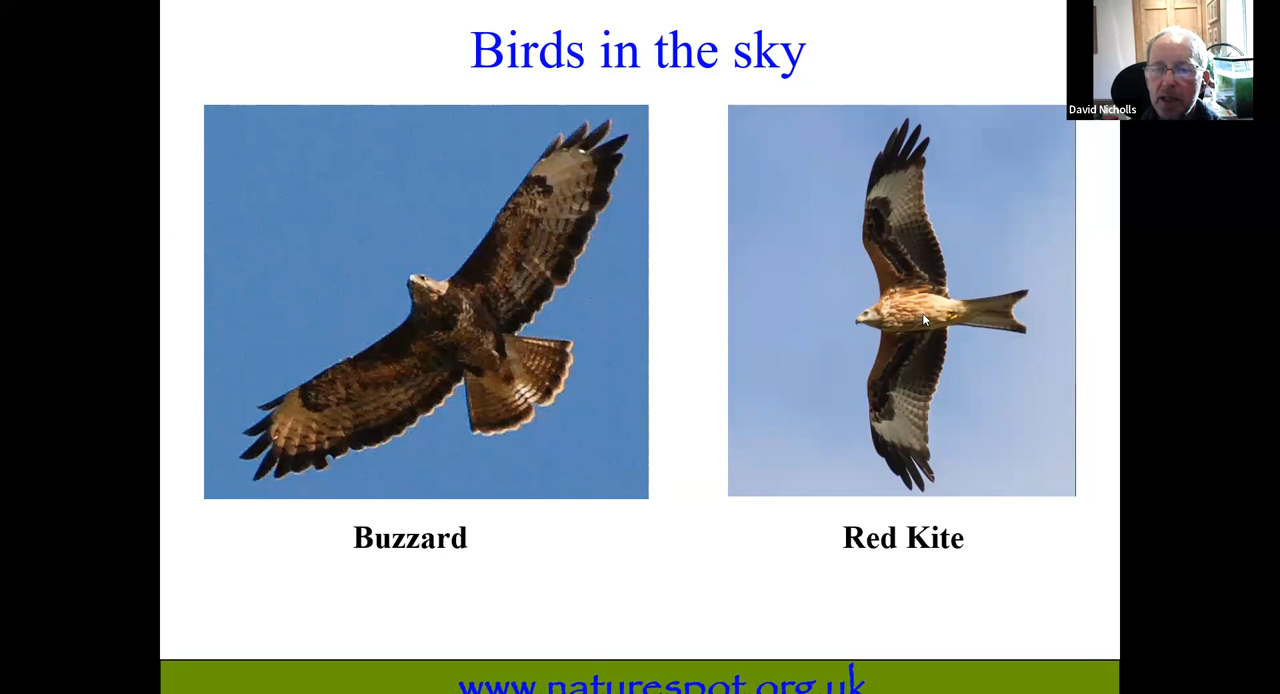 Birds in the sky
David Nicholls
Buzzard
Red Kite
www.naturespot.org.uk